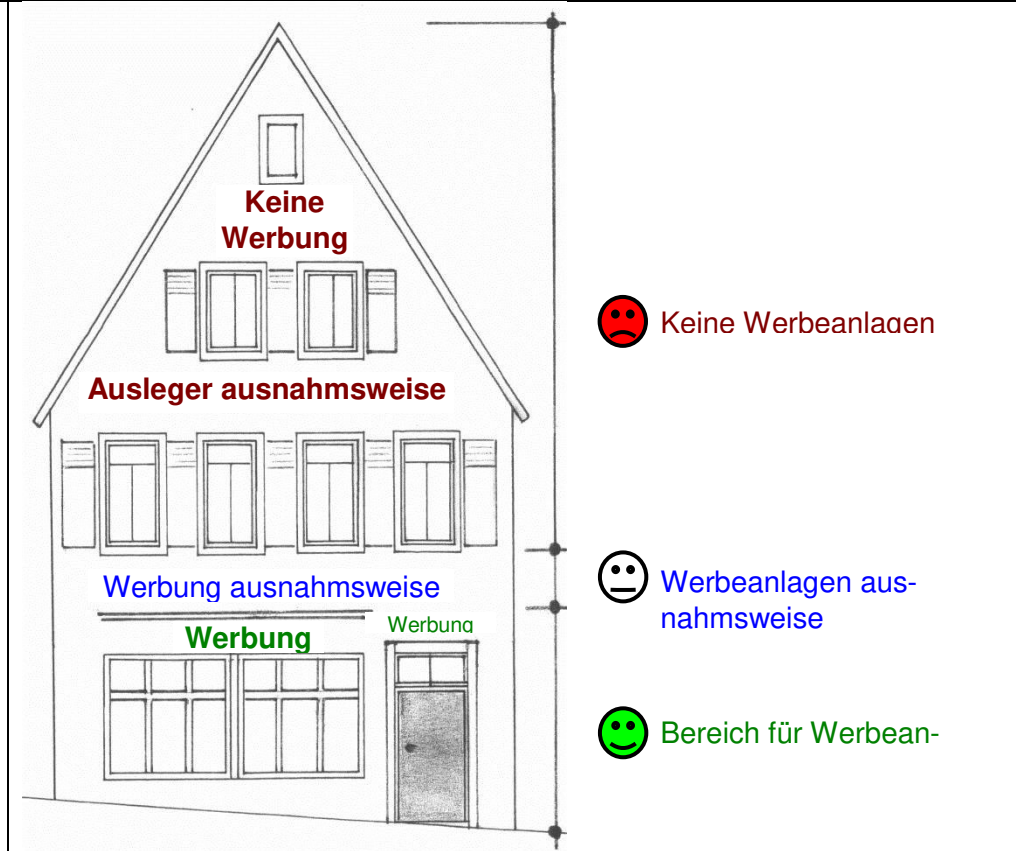 Keine
Werbung
Keine Werbeanlagen
Ausleger ausnahmsweise
Werbung ausnahmsweise
Werbeanlagen aus-
nahmsweise
Werbung
Werbung
Bereich für Werbean-